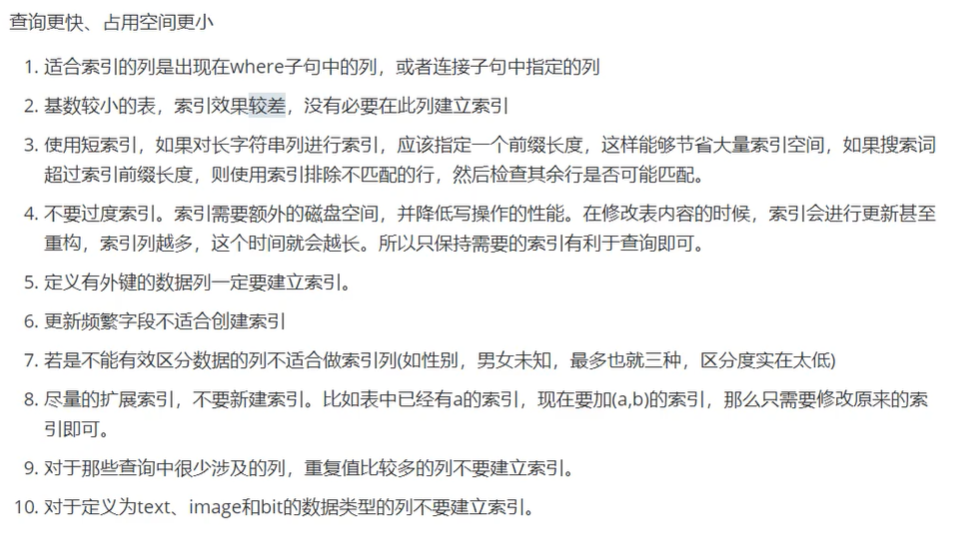 查询更快、占用空间更小
1. 适合索引的列是出现在where子句中的列，或者连接子句中指定的列
2. 基数较小的表，索引效果较差，没有必要在此列建立索引
3. 使用短索引，如果对长字符串列进行索引，应该指定一个前缀长度，这样能够节省大量索引空间，如果搜索词
超过索引前缀长度，则使用索引排除不匹配的行，然后检查其余行是否可能匹配。
4. 不要过度索引。索引需要额外的磁盘空间，并降低写操作的性能。在修改表内容的时候，索引会进行更新甚至
重构，索引列越多，这个时间就会越长。所以只保持需要的索引有利于查询即可。
5. 定义有外键的数据列一定要建立索引。
6. 更新频繁字段不适合创建索引
7. 若是不能有效区分数据的列不适合做索引列(如性别，男女未知，最多也就三种，区分度实在太低)
8. 尽量的扩展索引，不要新建索引。比如表中已经有a的索引，现在要加(a,b)的索引，那么只需要修改原来的索
引即可。
9. 对于那些查询中很少涉及的列，重复值比较多的列不要建立索引。
10. 对于定义为text、image和bit的数据类型的列不要建立索引。